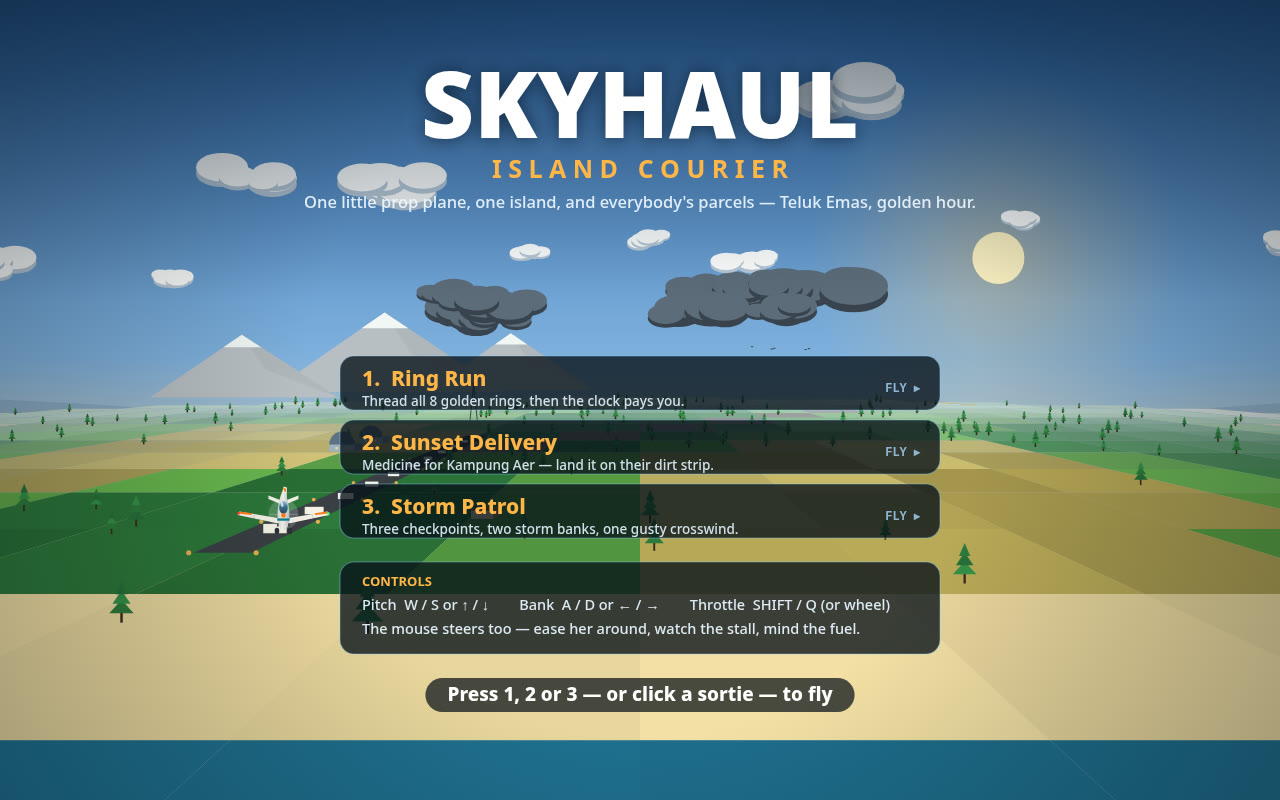 SKYHAUL
ISLAND COURIER
One little prop plane, one island, and everybody's parcels — Teluk Emas, golden hour.
1. Ring Run
Thread all 8 golden rings, then the clock pays you.
FLY ▸
2. Sunset Delivery
Medicine for Kampung Aer — land it on their dirt strip.
FLY ▸
3. Storm Patrol
Three checkpoints, two storm banks, one gusty crosswind.
FLY ▸
CONTROLS
Pitch W / S or ↑ / ↓ Bank A / D or ← / → Throttle SHIFT / Q (or wheel)
The mouse steers too — ease her around, watch the stall, mind the fuel.
Press 1, 2 or 3 — or click a sortie — to fly